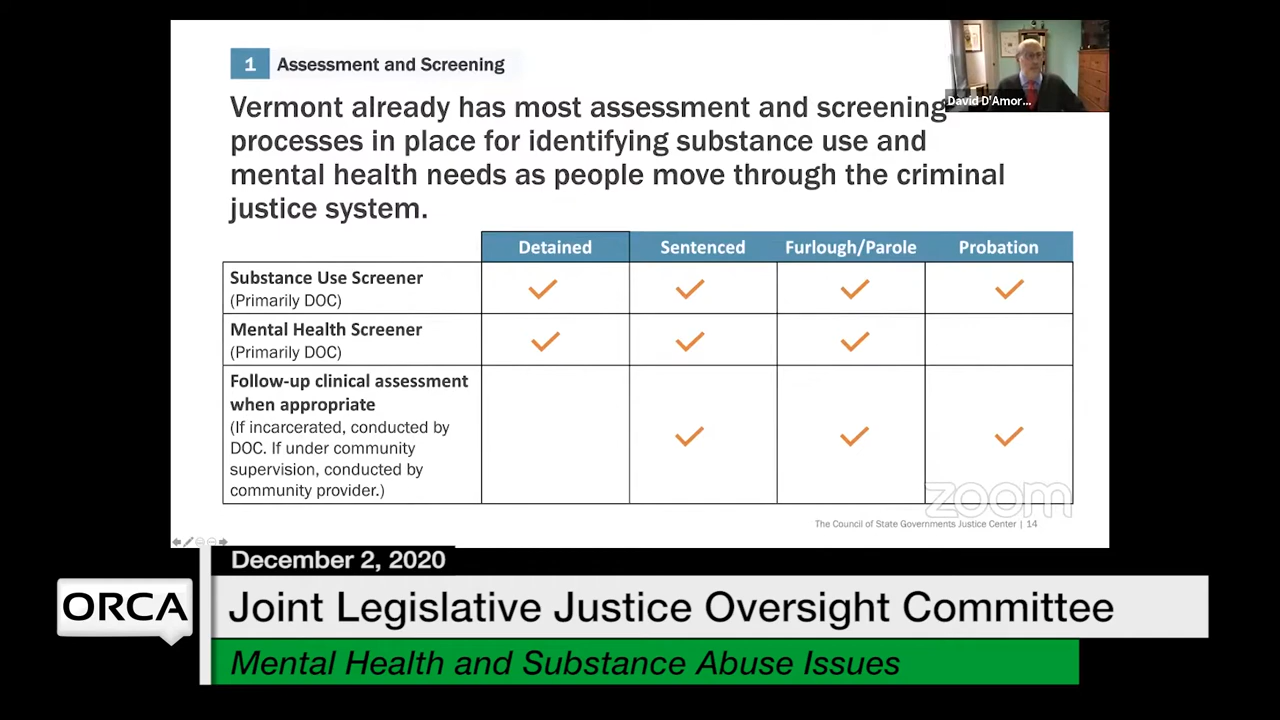 1 Assessment and Screening
David D'Amor...
Vermont already has most assessment and screening
processes in place for identifying substance use and
mental health needs as people move through the criminal
justice system.
Detained Sentenced Furlough/Parole Probation
Substance Use Screener
(Primarily DOC)
Mental Health Screener
(Primarily DOC)
Follow-up clinical assessment
when appropriate
(If incarcerated, conducted by
DOC. If under community
supervision, conducted by
community provider.)
zoom
The Council of State Governments Justice Center | 14
December 2, 2020
ORCA
Joint Legislative Justice Oversight Committee
Mental Health and Substance Abuse Issues